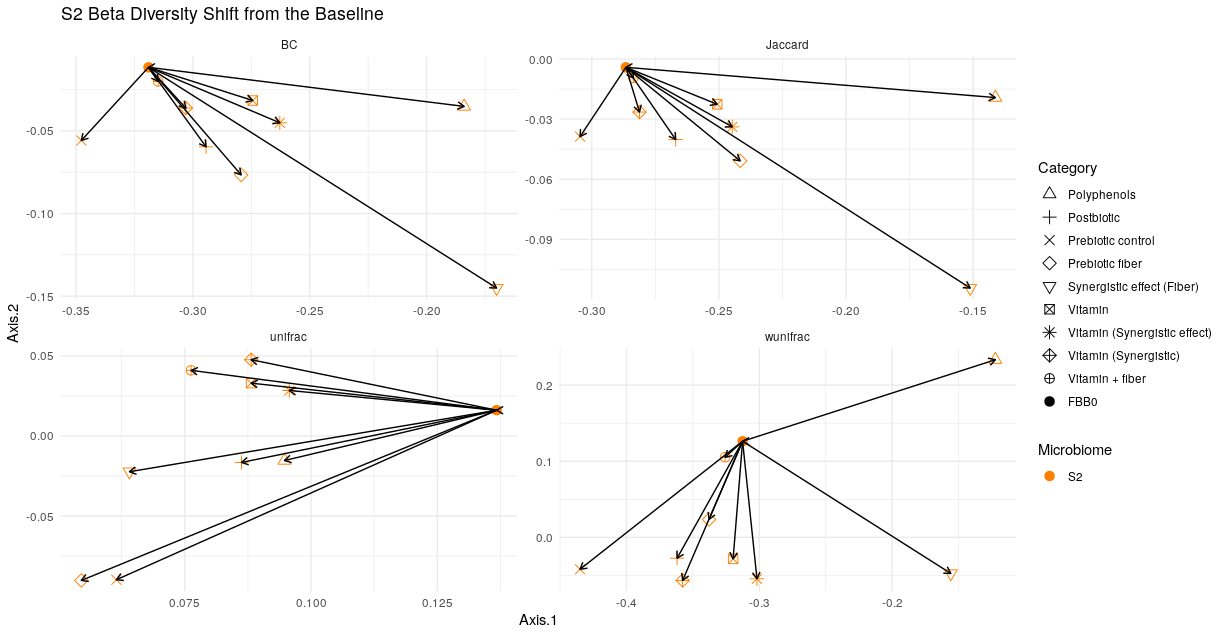 S2 Beta Diversity Shift from the Baseline
BC
Jaccard
-0.05
-0.10
-0.15
-0.35
-0.30
-0.25
-0.20
0.00
-0.03
-0.06
-0.09
-0.30
-0.25
-0.20
-0.15
Axis.2
unifrac
wunifrac
0.05
0.00
-0.05
0.075
0.100
0.125
0.2
0.1
0.0
-0.4
-0.3
-0.2
Axis.1
Category
Polyphenols
Postbiotic
Prebiotic control
Prebiotic fiber
Synergistic effect (Fiber)
Vitamin
Vitamin (Synergistic effect)
Vitamin (Synergistic)
Vitamin + fiber
FBB0
Microbiome
S2